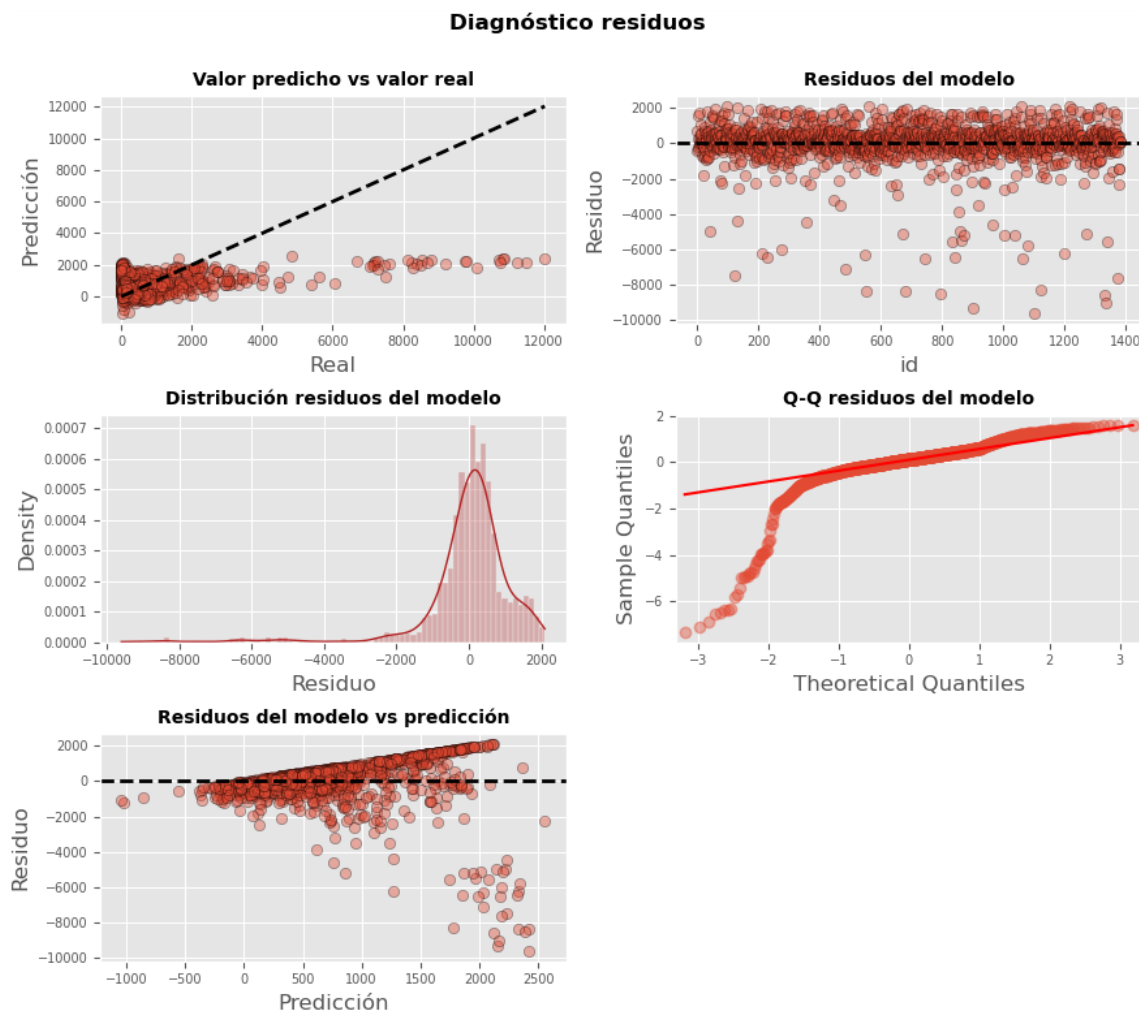 Diagnóstico residuos
Valor predicho vs valor real
12000
10000
8000
6000
4000
2000
0
Predicción
0 2000 4000 6000 8000 10000 12000
Real
Residuos del modelo
2000
0
−2000
−4000
−6000
−8000
−10000
Residuo
0 200 400 600 800 1000 1200 1400
id
Distribución residuos del modelo
0.0007
0.0006
0.0005
0.0004
0.0003
0.0002
0.0001
0.0000
Density
−10000 −8000 −6000 −4000 −2000 0 2000
Residuo
Q-Q residuos del modelo
2
0
−2
−4
−6
Sample Quantiles
−3 −2 −1 0 1 2 3
Theoretical Quantiles
Residuos del modelo vs predicción
2000
0
−2000
−4000
−6000
−8000
−10000
Residuo
−1000 −500 0 500 1000 1500 2000 2500
Predicción